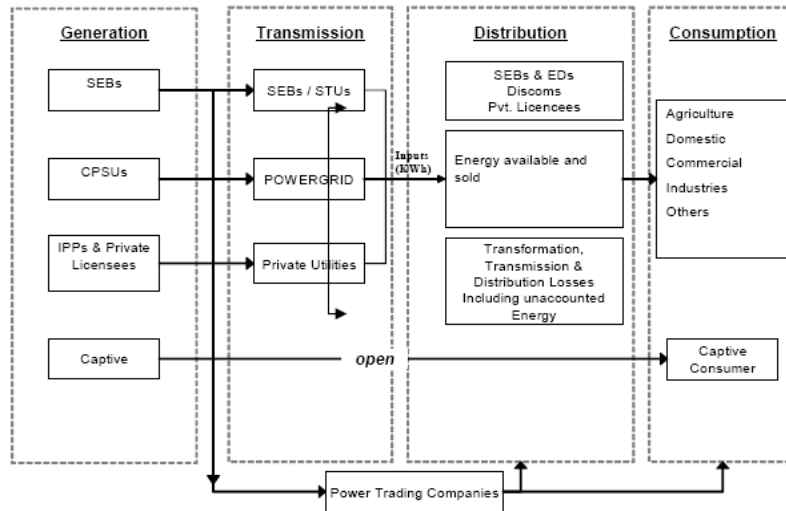 Generation
SEBs
CPSUs
IPPs & Private
Licensees
Captive
Transmission
SEBs / STUs
POWERGRID
Private Utilities
open
Inputs
(KWh)
Distribution
SEBs & EDs
Discoms
Pvt. Licencees
Energy available and
sold
Transformation,
Transmission &
Distribution Losses
Including unaccounted
Energy
Consumption
Agriculture
Domestic
Commercial
Industries
Others
Captive
Consumer
Power Trading Companies